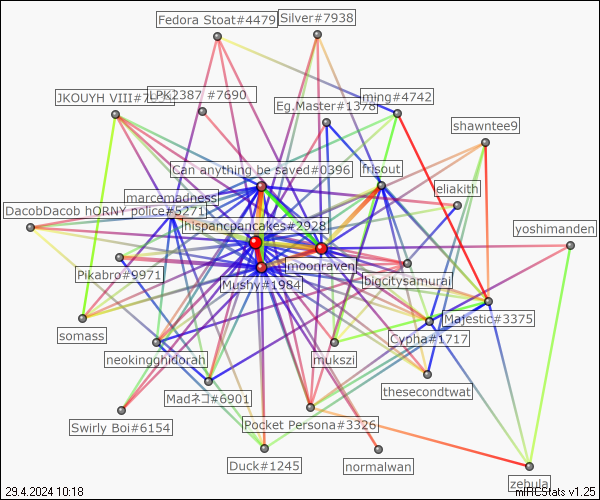 Fedora Stoat#4479
Silver#7938
JKOUYH VIII#7
LPK2387 #7690
Eg.Master#1378
ming#4742
shawntee9
Can anything be saved#0396
frisout
eliakith
marcemadness
DacobDacob hORNY police#5271
hispancpancakes#2928
yoshimanden
Pikabro#9971
Mushy#1984
moonraven
bigcitysamurai
somass
neokingghidorah
mukszi
Cypha#1717
Majestic#3375
thesecondtwat
Madネコ#6901
Swirly Boi#6154
Pocket Persona#3326
Duck#1245
normalwan
zebula
29.4.2024 10:18
mIRCStats v1.25